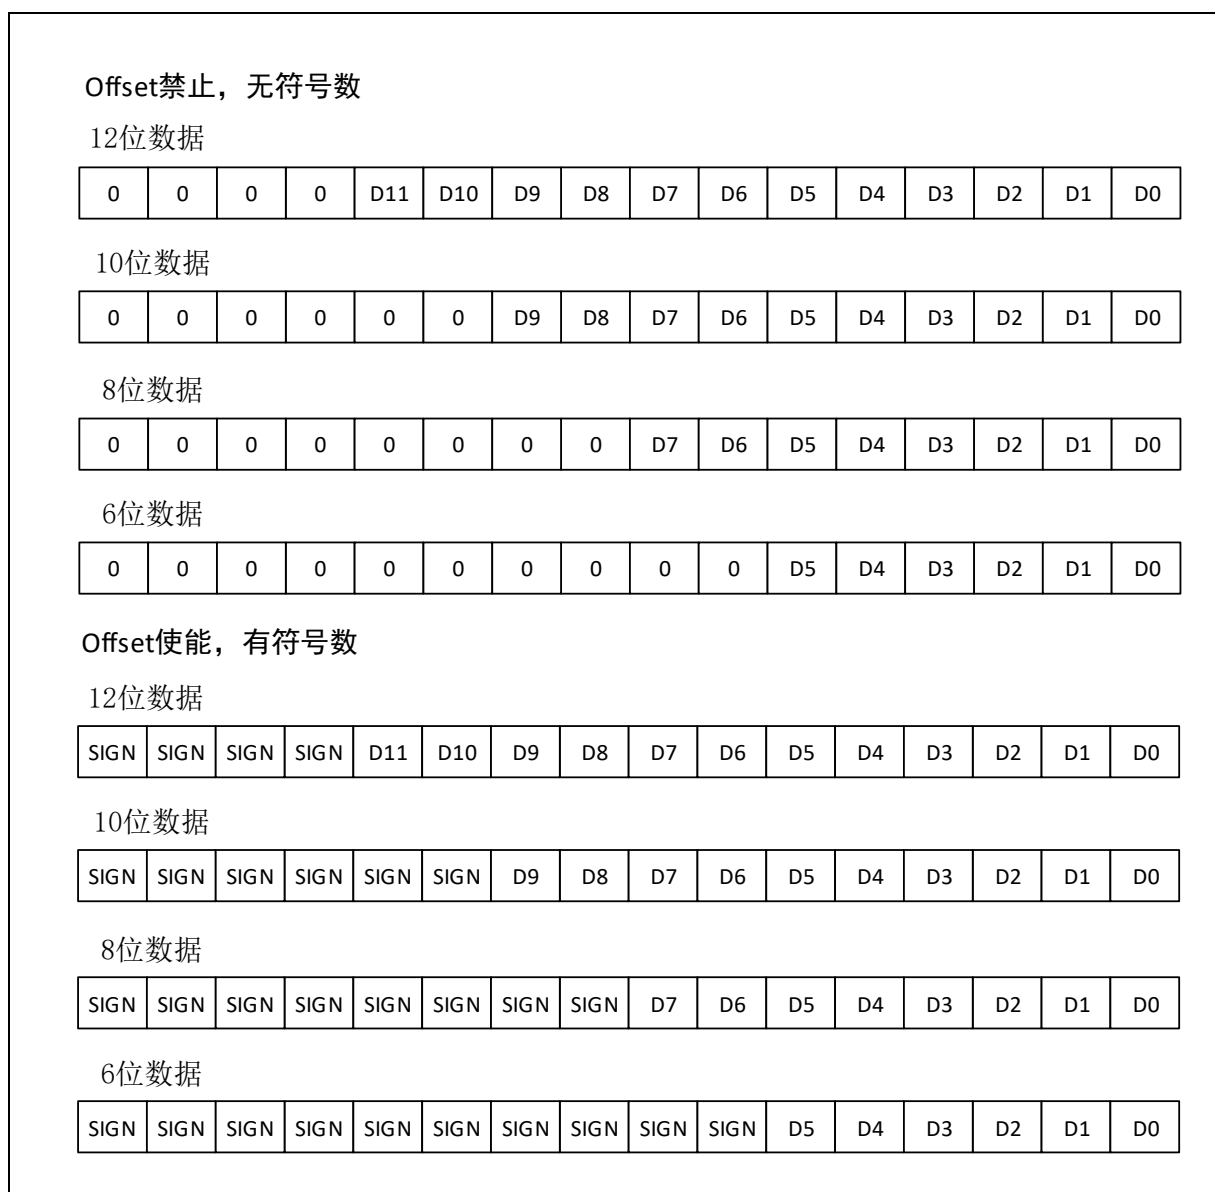 Offset禁止，无符号数
12位数据
0 0 0 0 D11 D10 D9 D8 D7 D6 D5 D4 D3 D2 D1 D0
10位数据
0 0 0 0 0 0 D9 D8 D7 D6 D5 D4 D3 D2 D1 D0
8位数据
0 0 0 0 0 0 0 0 D7 D6 D5 D4 D3 D2 D1 D0
6位数据
0 0 0 0 0 0 0 0 0 0 D5 D4 D3 D2 D1 D0
Offset使能，有符号数
12位数据
SIGN SIGN SIGN SIGN D11 D10 D9 D8 D7 D6 D5 D4 D3 D2 D1 D0
10位数据
SIGN SIGN SIGN SIGN SIGN SIGN D9 D8 D7 D6 D5 D4 D3 D2 D1 D0
8位数据
SIGN SIGN SIGN SIGN SIGN SIGN SIGN SIGN D7 D6 D5 D4 D3 D2 D1 D0
6位数据
SIGN SIGN SIGN SIGN SIGN SIGN SIGN SIGN SIGN SIGN D5 D4 D3 D2 D1 D0